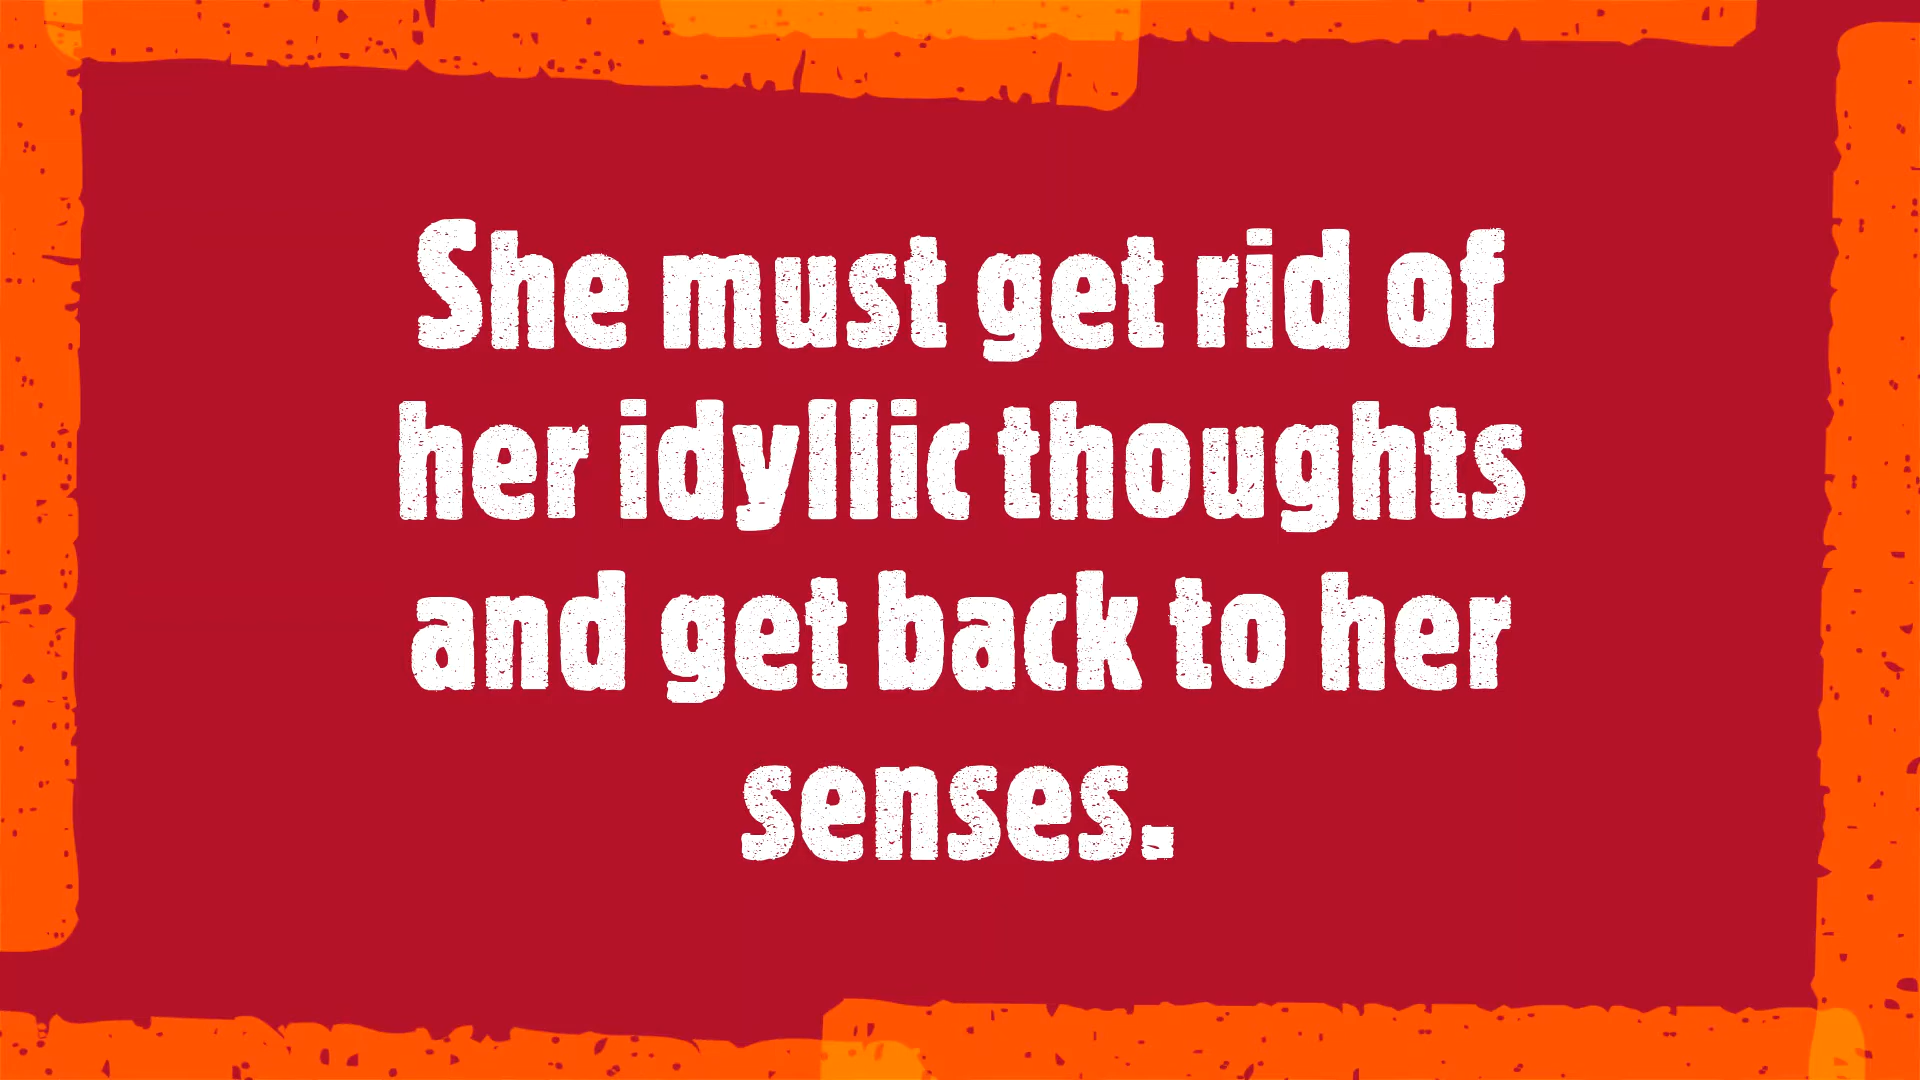 She must get rid of
her idyllic thoughts
and get back to her
senses.